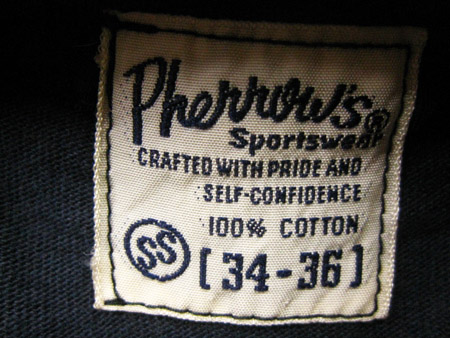 Pherrow's®
Sportswear
CRAFTED WITH PRIDE AND
SELF-CONFIDENCE
100% COTTON
SS [34-36]